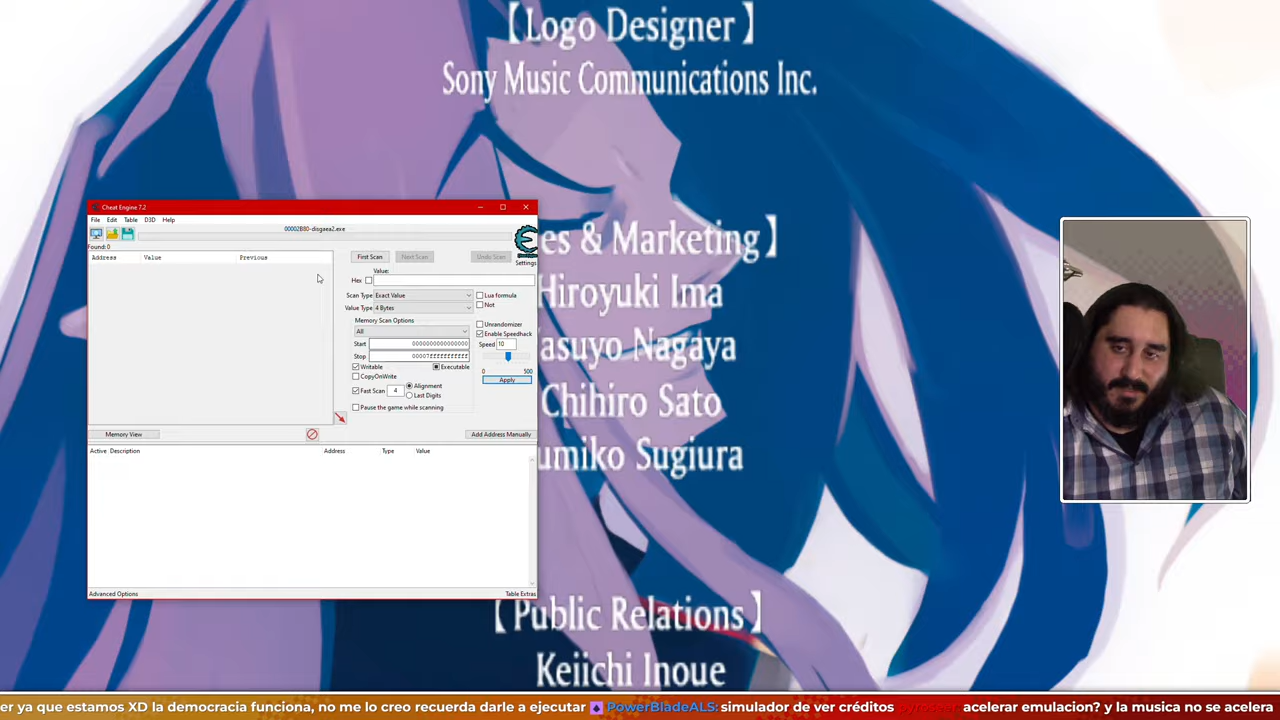 【Logo Designer】
Sony Music Communications Inc.
Cheat Engine 7.2
File Edit Table D3D Help
00002B80-disgaea2.exe
Found: 0
Address Value Previous
First Scan Next Scan Undo Scan
Settings
Value:
Hex
Scan Type Exact Value
Lua formula
Not
Value Type 4 Bytes
Memory Scan Options
All
Unrandomizer
Enable Speedhack
Start 0000000000000000
Speed 10
Stop 00007fffffffffff
Writable Executable
0 500
CopyOnWrite
Apply
Fast Scan 4 Alignment
Last Digits
Pause the game while scanning
Memory View Add Address Manually
Active Description Address Type Value
Advanced Options Table Extras
es & Marketing】
Hiroyuki Ima
asuyo Nagaya
Chihiro Sato
umiko Sugiura
【Public Relations】
Keiichi Inoue
er ya que estamos XD la democracia funciona, no me lo creo recuerda darle a ejecutar PowerBladeALS: simulador de ver créditos acelerar emulacion? y la musica no se acelera